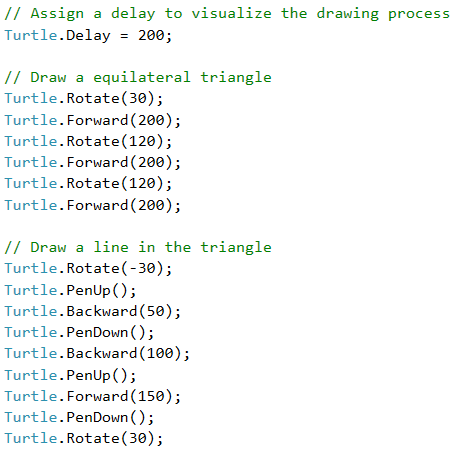 // Assign a delay to visualize the drawing process
Turtle.Delay = 200;

// Draw a equilateral triangle
Turtle.Rotate(30);
Turtle.Forward(200);
Turtle.Rotate(120);
Turtle.Forward(200);
Turtle.Rotate(120);
Turtle.Forward(200);

// Draw a line in the triangle
Turtle.Rotate(-30);
Turtle.PenUp();
Turtle.Backward(50);
Turtle.PenDown();
Turtle.Backward(100);
Turtle.PenUp();
Turtle.Forward(150);
Turtle.PenDown();
Turtle.Rotate(30);